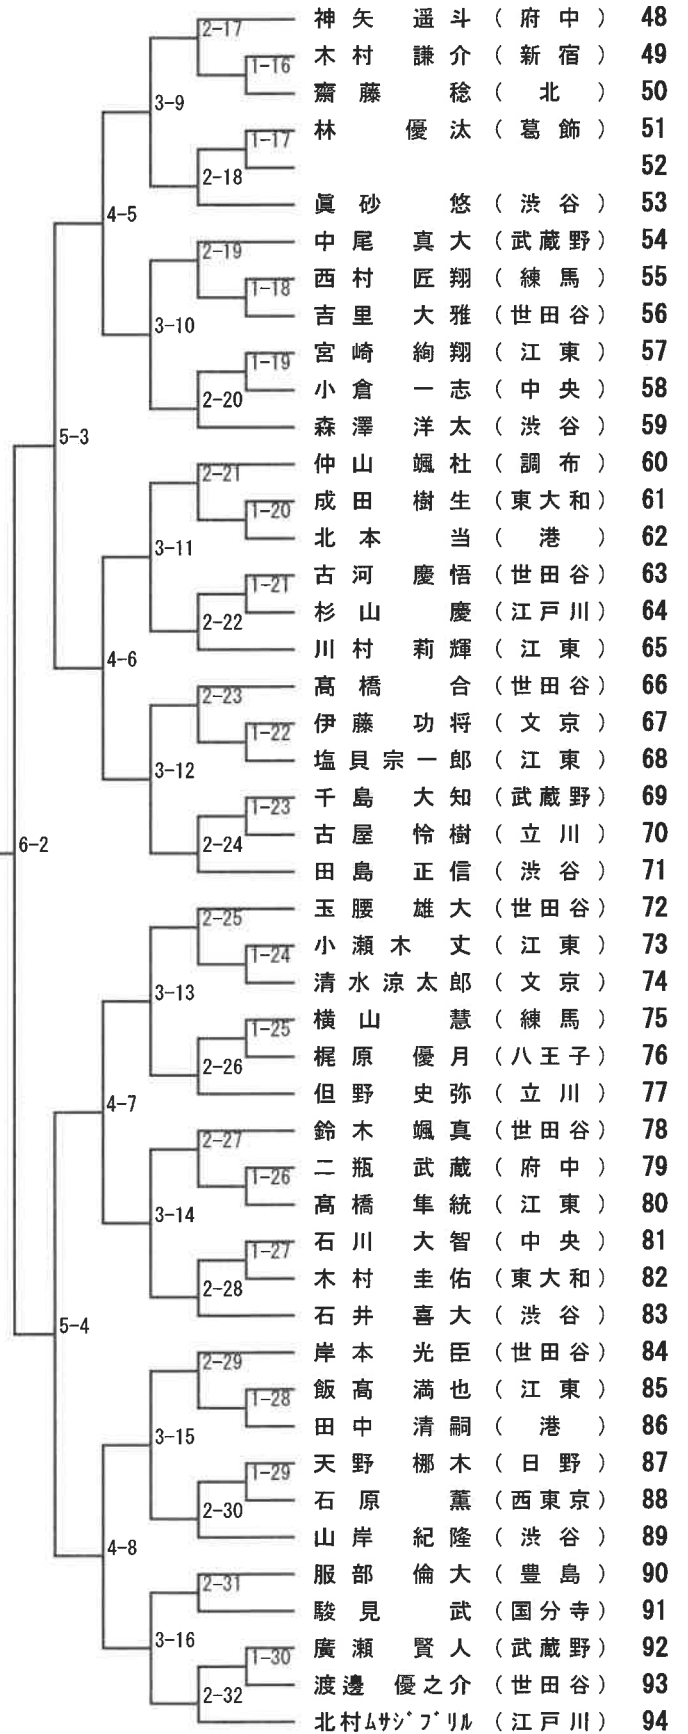 神矢 遥斗 (府中) 48
2-17
木村 謙介 (新宿) 49
1-16
齋藤 稔 (北) 50
3-9
林 優汰 (葛飾) 51
1-17
52
2-18
眞砂 悠 (渋谷) 53
4-5
中尾 真大 (武蔵野) 54
2-19
西村 匠翔 (練馬) 55
1-18
吉里 大雅 (世田谷) 56
3-10
宮崎 絢翔 (江東) 57
1-19
小倉 一志 (中央) 58
2-20
森澤 洋太 (渋谷) 59
5-3
仲山 颯杜 (調布) 60
2-21
成田 樹生 (東大和) 61
1-20
北本 当 (港) 62
3-11
古河 慶悟 (世田谷) 63
1-21
杉山 慶 (江戸川) 64
2-22
川村 莉輝 (江東) 65
4-6
髙橋 合 (世田谷) 66
2-23
伊藤 功将 (文京) 67
1-22
塩貝宗一郎 (江東) 68
3-12
千島 大知 (武蔵野) 69
1-23
古屋 怜樹 (立川) 70
2-24
6-2
田島 正信 (渋谷) 71
玉腰 雄大 (世田谷) 72
2-25
小瀬木 丈 (江東) 73
1-24
清水涼太郎 (文京) 74
3-13
横山 慧 (練馬) 75
1-25
梶原 優月 (八王子) 76
2-26
但野 史弥 (立川) 77
4-7
鈴木 颯真 (世田谷) 78
2-27
二瓶 武蔵 (府中) 79
1-26
髙橋 隼統 (江東) 80
3-14
石川 大智 (中央) 81
1-27
木村 圭佑 (東大和) 82
2-28
石井 喜大 (渋谷) 83
5-4
岸本 光臣 (世田谷) 84
2-29
飯髙 満也 (江東) 85
1-28
田中 清嗣 (港) 86
3-15
天野 梛木 (日野) 87
1-29
石原 薫 (西東京) 88
2-30
山岸 紀隆 (渋谷) 89
4-8
服部 倫大 (豊島) 90
2-31
駿見 武 (国分寺) 91
3-16
廣瀬 賢人 (武蔵野) 92
1-30
渡邊 優之介 (世田谷) 93
2-32
北村ムサシﾞブリル (江戸川) 94